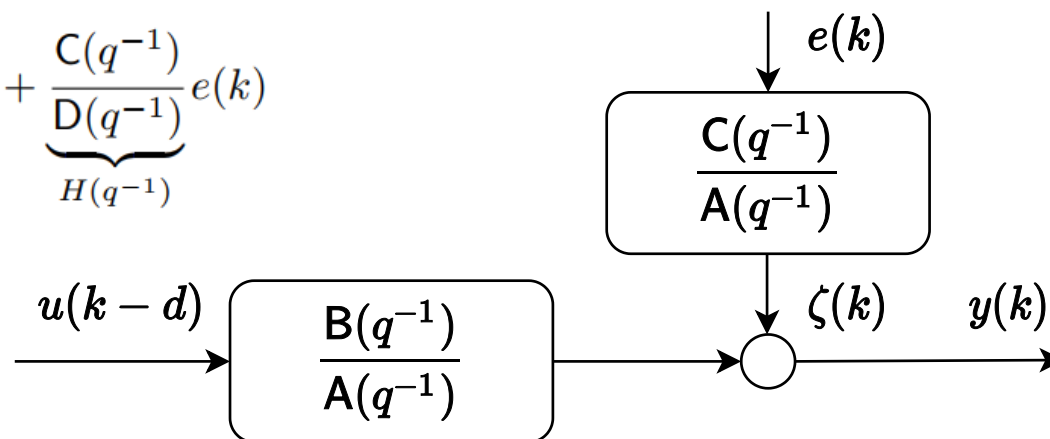 + C(q⁻¹)/D(q⁻¹) e(k)
H(q⁻¹)
e(k)
C(q⁻¹)
A(q⁻¹)
ζ(k)
u(k − d)
B(q⁻¹)
A(q⁻¹)
y(k)